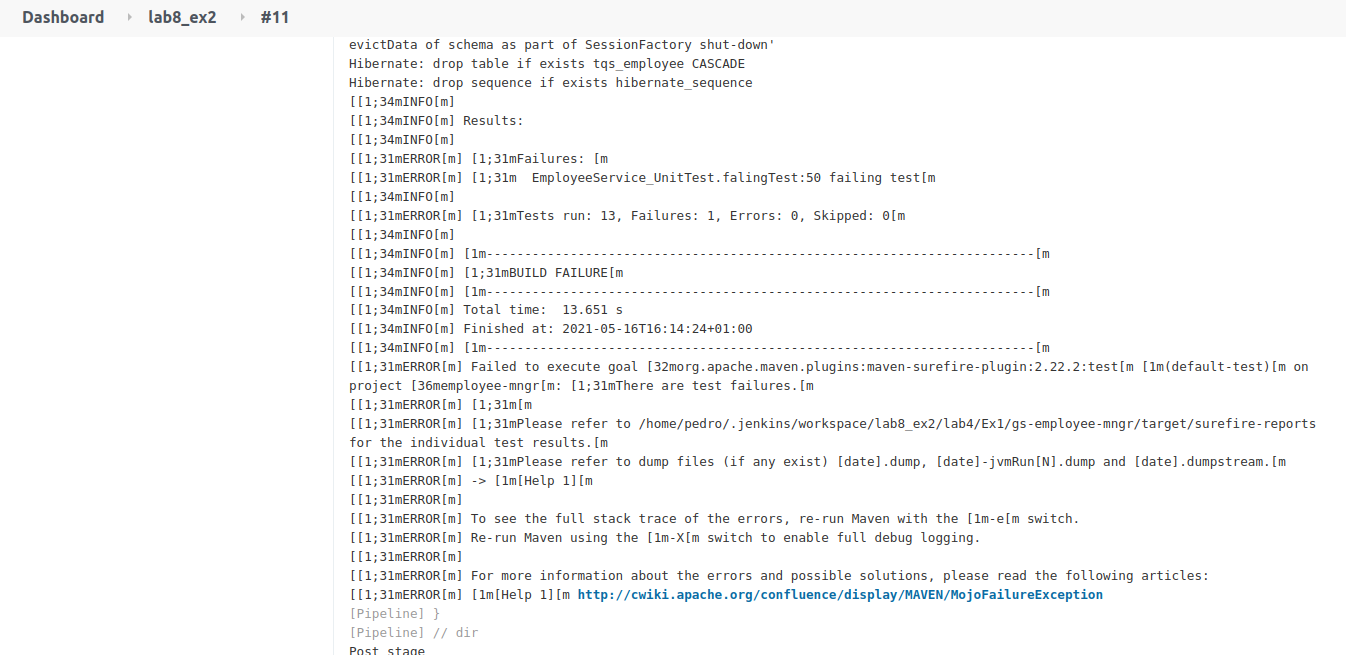 Dashboard lab8_ex2 #11
evictData of schema as part of SessionFactory shut-down'
Hibernate: drop table if exists tqs_employee CASCADE
Hibernate: drop sequence if exists hibernate_sequence
[[1;34mINFO[m]
[[1;34mINFO[m] Results:
[[1;34mINFO[m]
[[1;31mERROR[m] [1;31mFailures: [m
[[1;31mERROR[m] [1;31m  EmployeeService_UnitTest.falingTest:50 failing test[m
[[1;34mINFO[m]
[[1;31mERROR[m] [1;31mTests run: 13, Failures: 1, Errors: 0, Skipped: 0[m
[[1;34mINFO[m]
[[1;34mINFO[m] [1m------------------------------------------------------------------------[m
[[1;34mINFO[m] [1;31mBUILD FAILURE[m
[[1;34mINFO[m] [1m------------------------------------------------------------------------[m
[[1;34mINFO[m] Total time:  13.651 s
[[1;34mINFO[m] Finished at: 2021-05-16T16:14:24+01:00
[[1;34mINFO[m] [1m------------------------------------------------------------------------[m
[[1;31mERROR[m] Failed to execute goal [32morg.apache.maven.plugins:maven-surefire-plugin:2.22.2:test[m [1m(default-test)[m on
project [36memployee-mngr[m: [1;31mThere are test failures.[m
[[1;31mERROR[m] [1;31m[m
[[1;31mERROR[m] [1;31mPlease refer to /home/pedro/.jenkins/workspace/lab8_ex2/lab4/Ex1/gs-employee-mngr/target/surefire-reports
for the individual test results.[m
[[1;31mERROR[m] [1;31mPlease refer to dump files (if any exist) [date].dump, [date]-jvmRun[N].dump and [date].dumpstream.[m
[[1;31mERROR[m] -> [1m[Help 1][m
[[1;31mERROR[m]
[[1;31mERROR[m] To see the full stack trace of the errors, re-run Maven with the [1m-e[m switch.
[[1;31mERROR[m] Re-run Maven using the [1m-X[m switch to enable full debug logging.
[[1;31mERROR[m]
[[1;31mERROR[m] For more information about the errors and possible solutions, please read the following articles:
[[1;31mERROR[m] [1m[Help 1][m http://cwiki.apache.org/confluence/display/MAVEN/MojoFailureException
[Pipeline] }
[Pipeline] // dir
Post stage